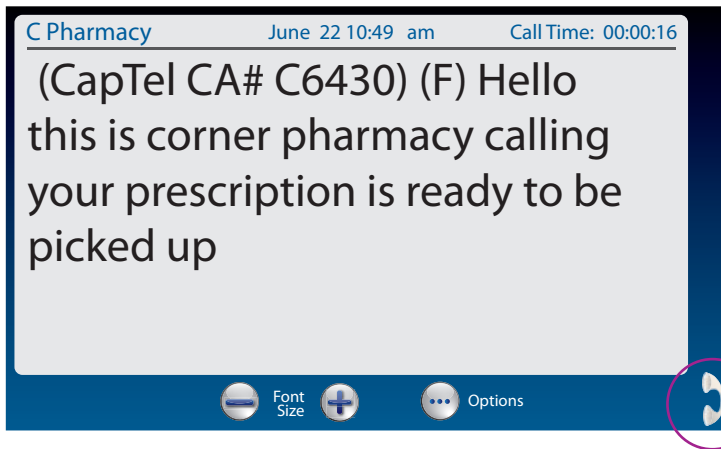 C Pharmacy June 22 10:49 am Call Time: 00:00:16
(CapTel CA# C6430) (F) Hello
this is corner pharmacy calling
your prescription is ready to be
picked up
Font
Size
Options